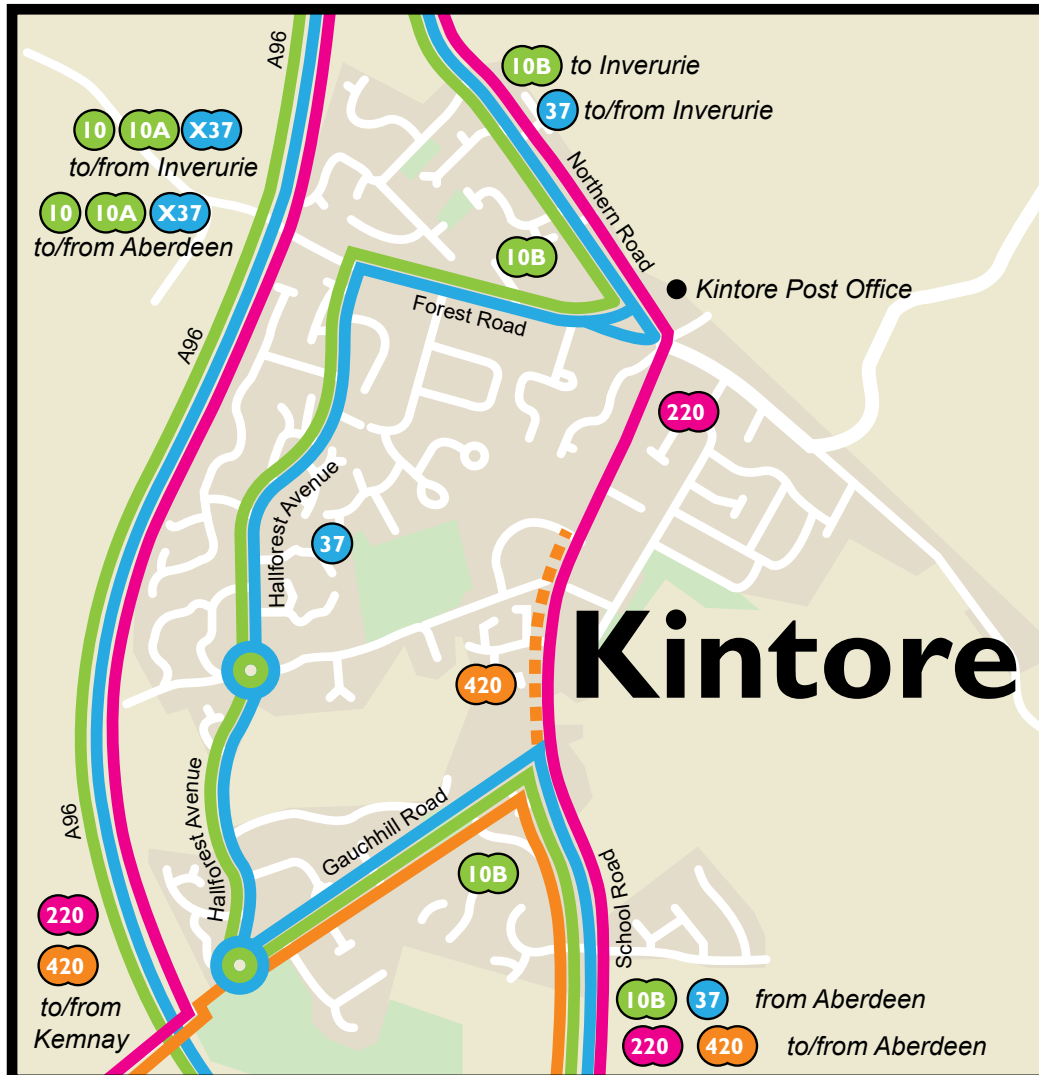 A96
10B to Inverurie
37 to/from Inverurie
10 10A X37
to/from Inverurie
10 10A X37
to/from Aberdeen
Northern Road
10B
Kintore Post Office
Forest Road
A96
220
Hallforest Avenue
37
Kintore
420
Hallforest Avenue
A96
Gauchhill Road
10B
School Road
220
420
to/from
Kemnay
10B 37 from Aberdeen
220 420 to/from Aberdeen